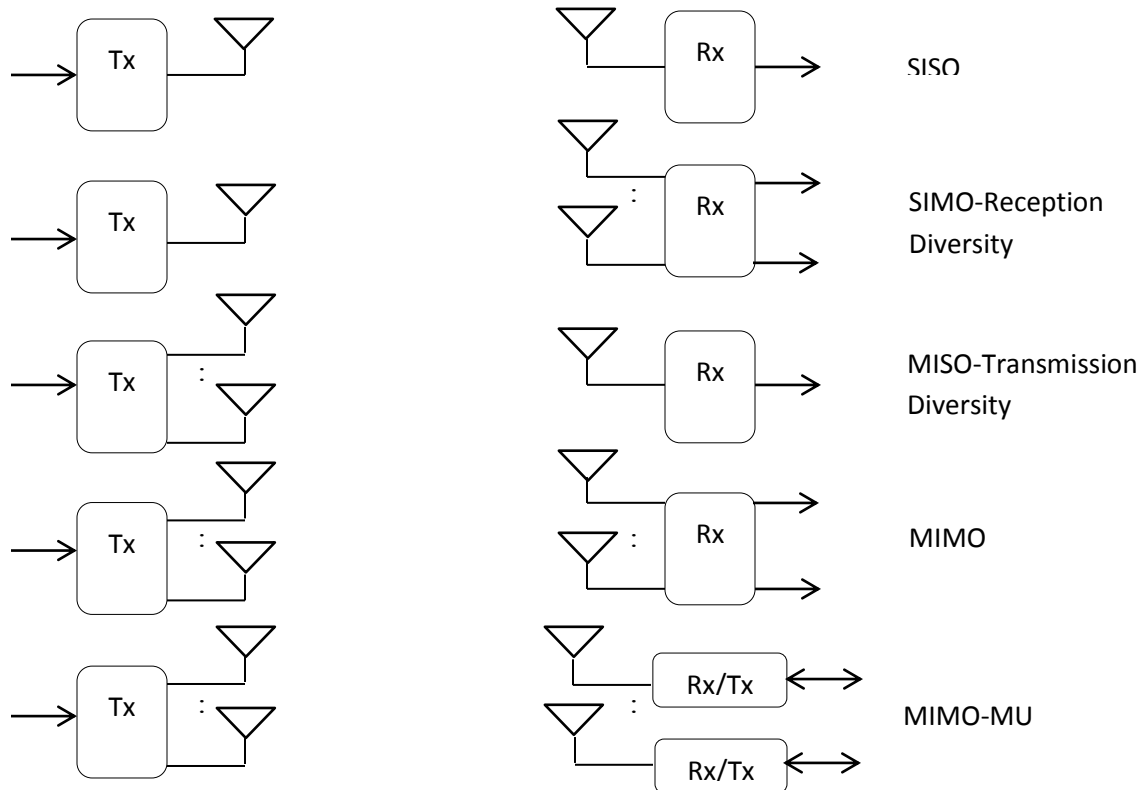 Tx Rx SISO
Tx Rx SIMO-Reception
Diversity
:
Tx Rx MISO-Transmission
Diversity
:
Tx Rx MIMO
: :
Tx Rx/Tx
: : MIMO-MU
Rx/Tx